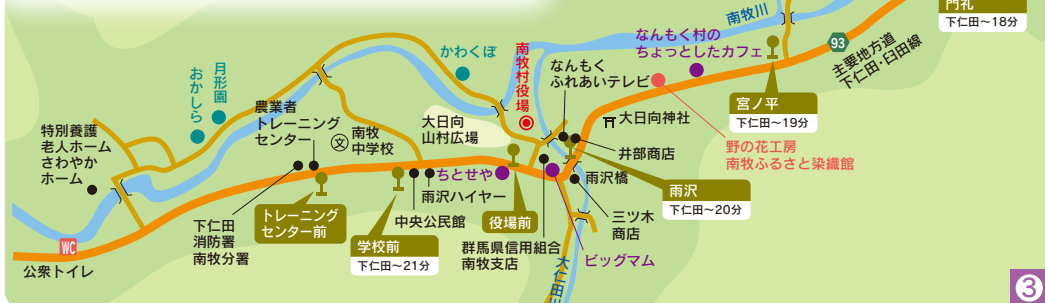 門礼
下仁田〜18分
南牧川
93
主要地方道
下仁田・臼田線
なんもく村の
ちょっとしたカフェ
かわくぼ
南牧村役場
なんもく
ふれあいテレビ
宮ノ平
下仁田〜19分
月形園
おかしら
農業者
トレーニング
センター
文
南牧
中学校
大日向
山村広場
大日向神社
野の花工房
南牧ふるさと染織館
特別養護
老人ホーム
さわやか
ホーム
井部商店
ちとせや
雨沢ハイヤー
雨沢橋
雨沢
下仁田〜20分
トレーニング
センター前
中央公民館
役場前
三ツ木
商店
下仁田
消防署
南牧分署
学校前
下仁田〜21分
群馬県信用組合
南牧支店
ビッグマム
大仁田川
WC
公衆トイレ
3